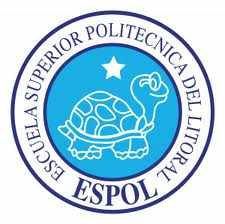 ESCUELA SUPERIOR POLITECNICA DEL LITORAL
ESPOL